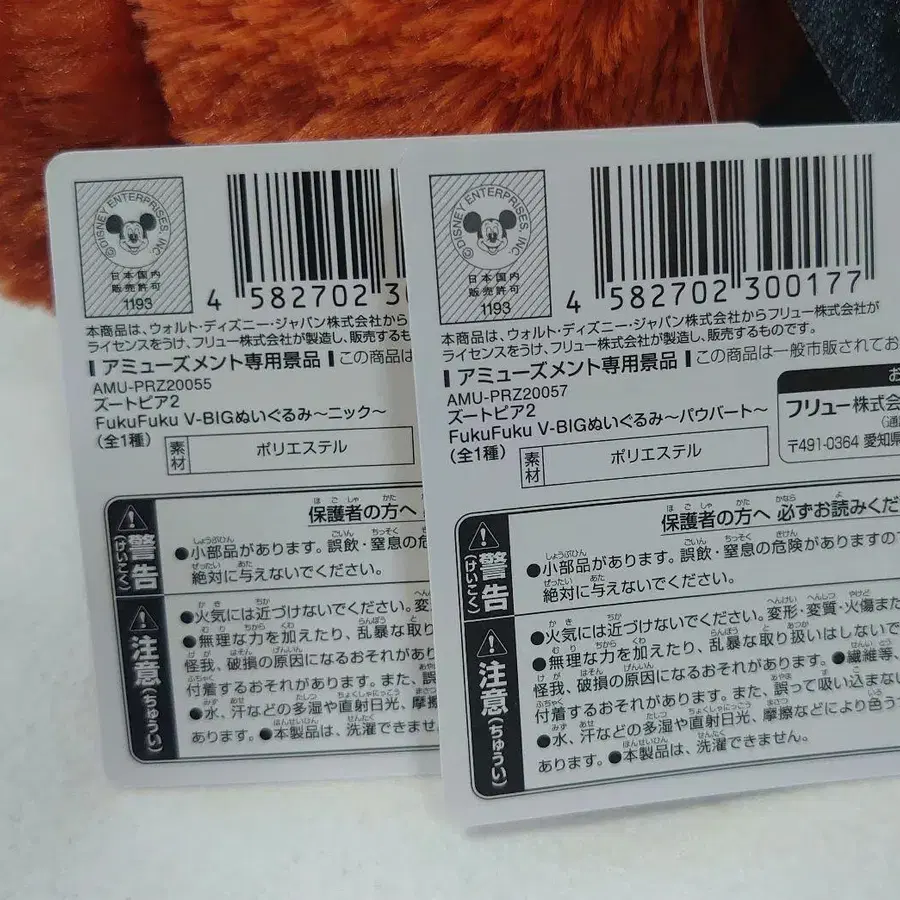 ©DISNEY ENTERPRISES, INC
日本国内
販売許可
1193
4 582702 3
本商品は、ウォルト・ディズニー・ジャパン株式会社から
ライセンスをうけ、フリュー株式会社が製造し、販売するも
アミューズメント専用景品 この商品は
AMU-PRZ20055
ズートピア2
FukuFuku V-BIGぬいぐるみ～ニック～
(全1種)
素材 ポリエステル
保護者の方へ
警告(けいこく)
●小部品があります。誤飲・窒息の危
絶対に与えないでください。
注意(ちゅうい)
●火気には近づけないでください。変
●無理な力を加えたり、乱暴な取り
怪我、破損の原因になるおそれがあり
付着するおそれがあります。また、誤
●水、汗などの多湿や直射日光、摩擦
あります。●本製品は、洗濯できませ
©DISNEY ENTERPRISES, INC
日本国内
販売許可
1193
4 582702 300177
本商品は、ウォルト・ディズニー・ジャパン株式会社からフリュー株式会社が
ライセンスをうけ、フリュー株式会社が製造し、販売するものです。
アミューズメント専用景品 この商品は一般市販されてお
AMU-PRZ20057
ズートピア2
FukuFuku V-BIGぬいぐるみ～パウバート～
(全1種)
素材 ポリエステル
お
フリュー株式会
(通
〒491-0364 愛知県
保護者の方へ 必ずお読みくだ
警告(けいこく)
●小部品があります。誤飲・窒息の危険がありますので
絶対に与えないでください。
注意(ちゅうい)
●火気には近づけないでください。変形・変質・火傷また
●無理な力を加えたり、乱暴な取り扱いはしないで
怪我、破損の原因になるおそれがあります。●繊維等、
付着するおそれがあります。また、誤って吸い込まない
●水、汗などの多湿や直射日光、摩擦などにより色う
あります。●本製品は、洗濯できません。